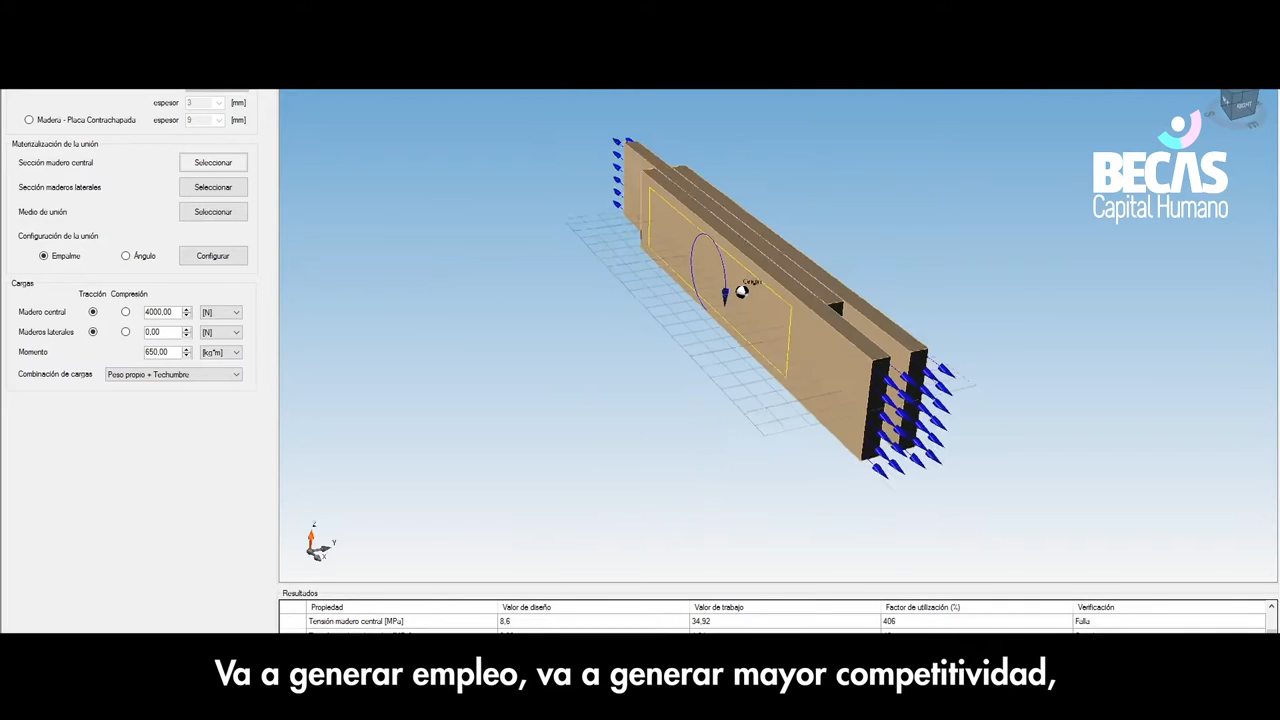 espesor 3 [mm]
Madera - Placa Contrachapada espesor 9 [mm]
Materialización de la unión
Sección madero central Seleccionar
Sección maderos laterales Seleccionar
Medio de unión Seleccionar
Configuración de la unión
Empalme Ángulo Configurar
Cargas
Tracción Compresión
Madero central 4000.00 [N]
Maderos laterales 0,00 [N]
Momento 650,00 [kg*m]
Combinación de cargas Peso propio + Techumbre
BECAS
Capital Humano
Origin
Z
Y
X
Resultados
Propiedad Valor de diseño Valor de trabajo Factor de utilización (%) Verificación
Tensión madero central [MPa] 8,6 34,92 406 Falla
Va a generar empleo, va a generar mayor competitividad,